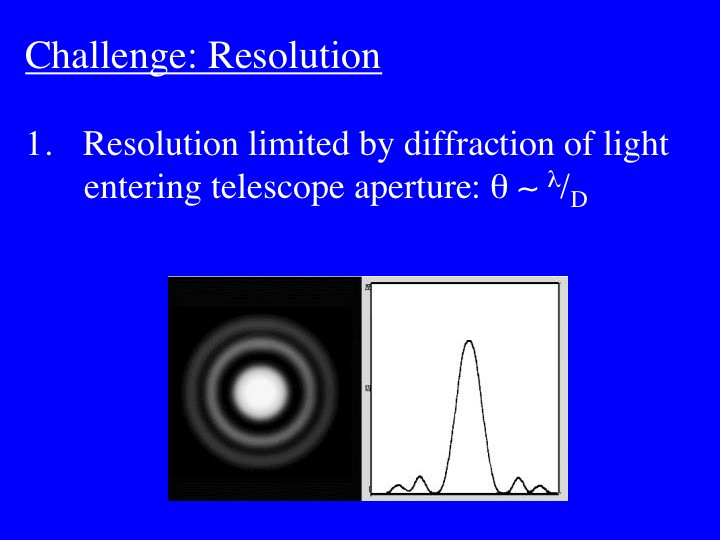 Challenge: Resolution
1. Resolution limited by diffraction of light
entering telescope aperture: θ ~ λ/D